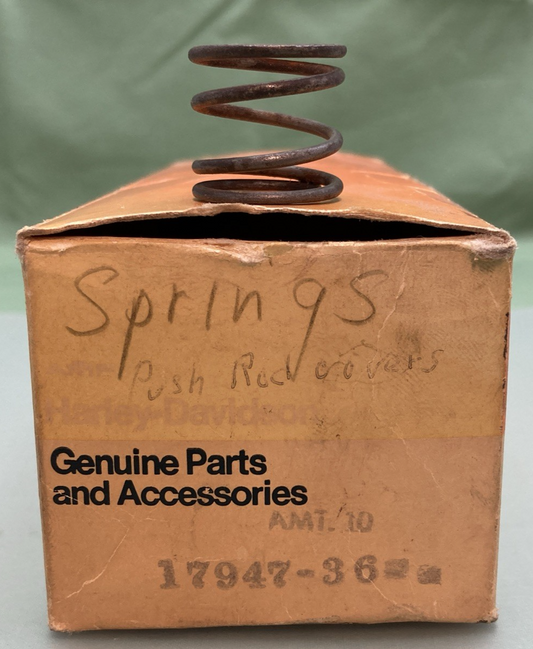 Springs
Push Rod covers
Harley-Davidson
Genuine Parts
and Accessories
AMT. 10
17947-36